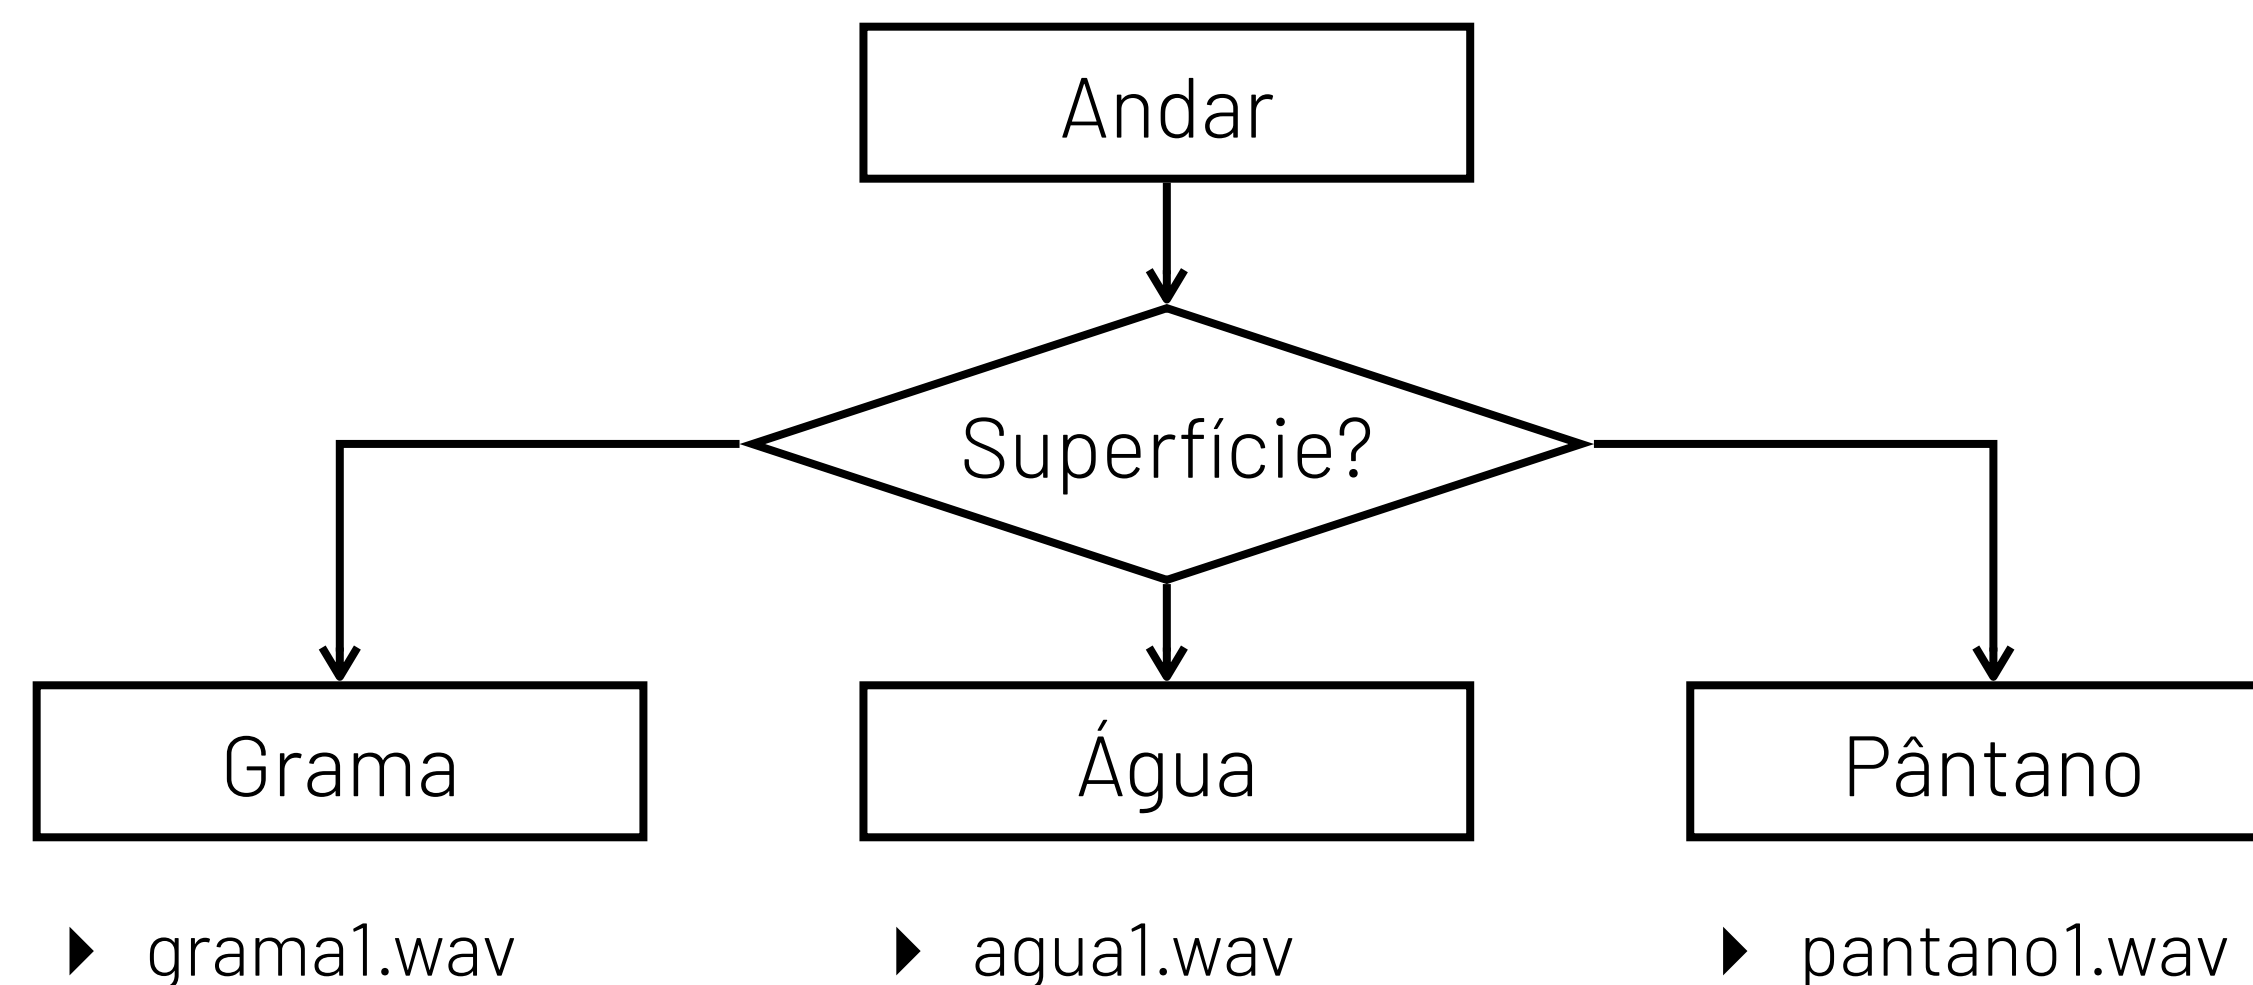 Andar
Superfície?
Grama
Água
Pântano
grama1.wav
agua1.wav
pantano1.wav